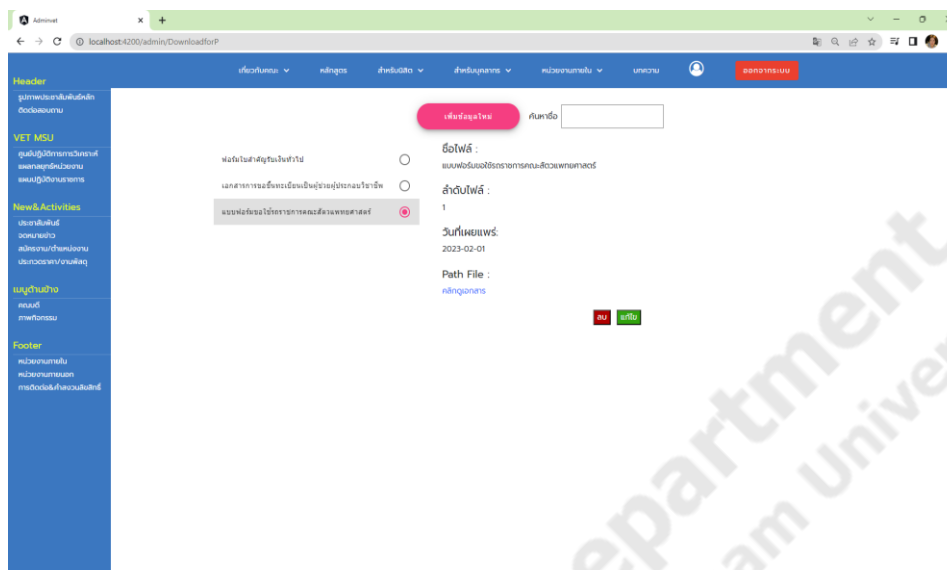 Adminvet
localhost:4200/admin/DownloadforP
เกี่ยวกับคณะ หลักสูตร สำหรับนิสิต สำหรับบุคลากร หน่วยงานภายใน บทความ ออกจากระบบ
Header
รูปภาพประชาสัมพันธ์หลัก
ติดต่อสอบถาม
VET MSU
ศูนย์ปฏิบัติการการวิเคราะห์
แผนกลยุทธ์หน่วยงาน
แผนปฏิบัติงานรายการ
New&Activities
ประชาสัมพันธ์
จดหมายข่าว
สมัครงาน/ตำแหน่งงาน
ประกวดราคา/งานพัสดุ
เมนูด้านข้าง
คณบดี
ภาพกิจกรรม
Footer
หน่วยงานภายใน
หน่วยงานภายนอก
การติดต่อ&คำสงวนลิขสิทธิ์
เพิ่มข้อมูลใหม่ ค้นหาชื่อ
ฟอร์มใบสำคัญรับเงินทั่วไป
เอกสารการขอขึ้นทะเบียนเป็นผู้ช่วยผู้ประกอบวิชาชีพ
แบบฟอร์มขอใช้รถราชการคณะสัตวแพทยศาสตร์
ชื่อไฟล์ :
แบบฟอร์มขอใช้รถราชการคณะสัตวแพทยศาสตร์
ลำดับไฟล์ :
1
วันที่เผยแพร่:
2023-02-01
Path File :
คลิกดูเอกสาร
ลบ แก้ไข
epartment
am Unive